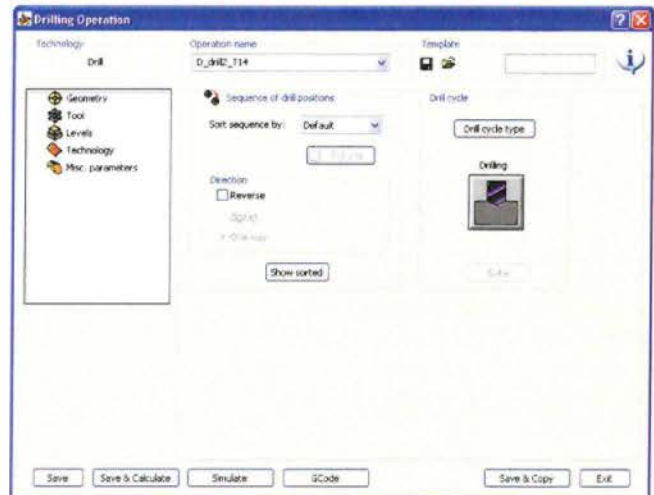 Drilling Operation
Technology
Drill
Operation name
D_drill2_T14
Template
Geometry
Tool
Levels
Technology
Misc. parameters
Sequence of drill positions
Sort sequence by: Default
Direction
Reverse
Show sorted
Drill cycle
Drill cycle type
Drilling
Save
Save & Calculate
Simulate
GCode
Save & Copy
Exit